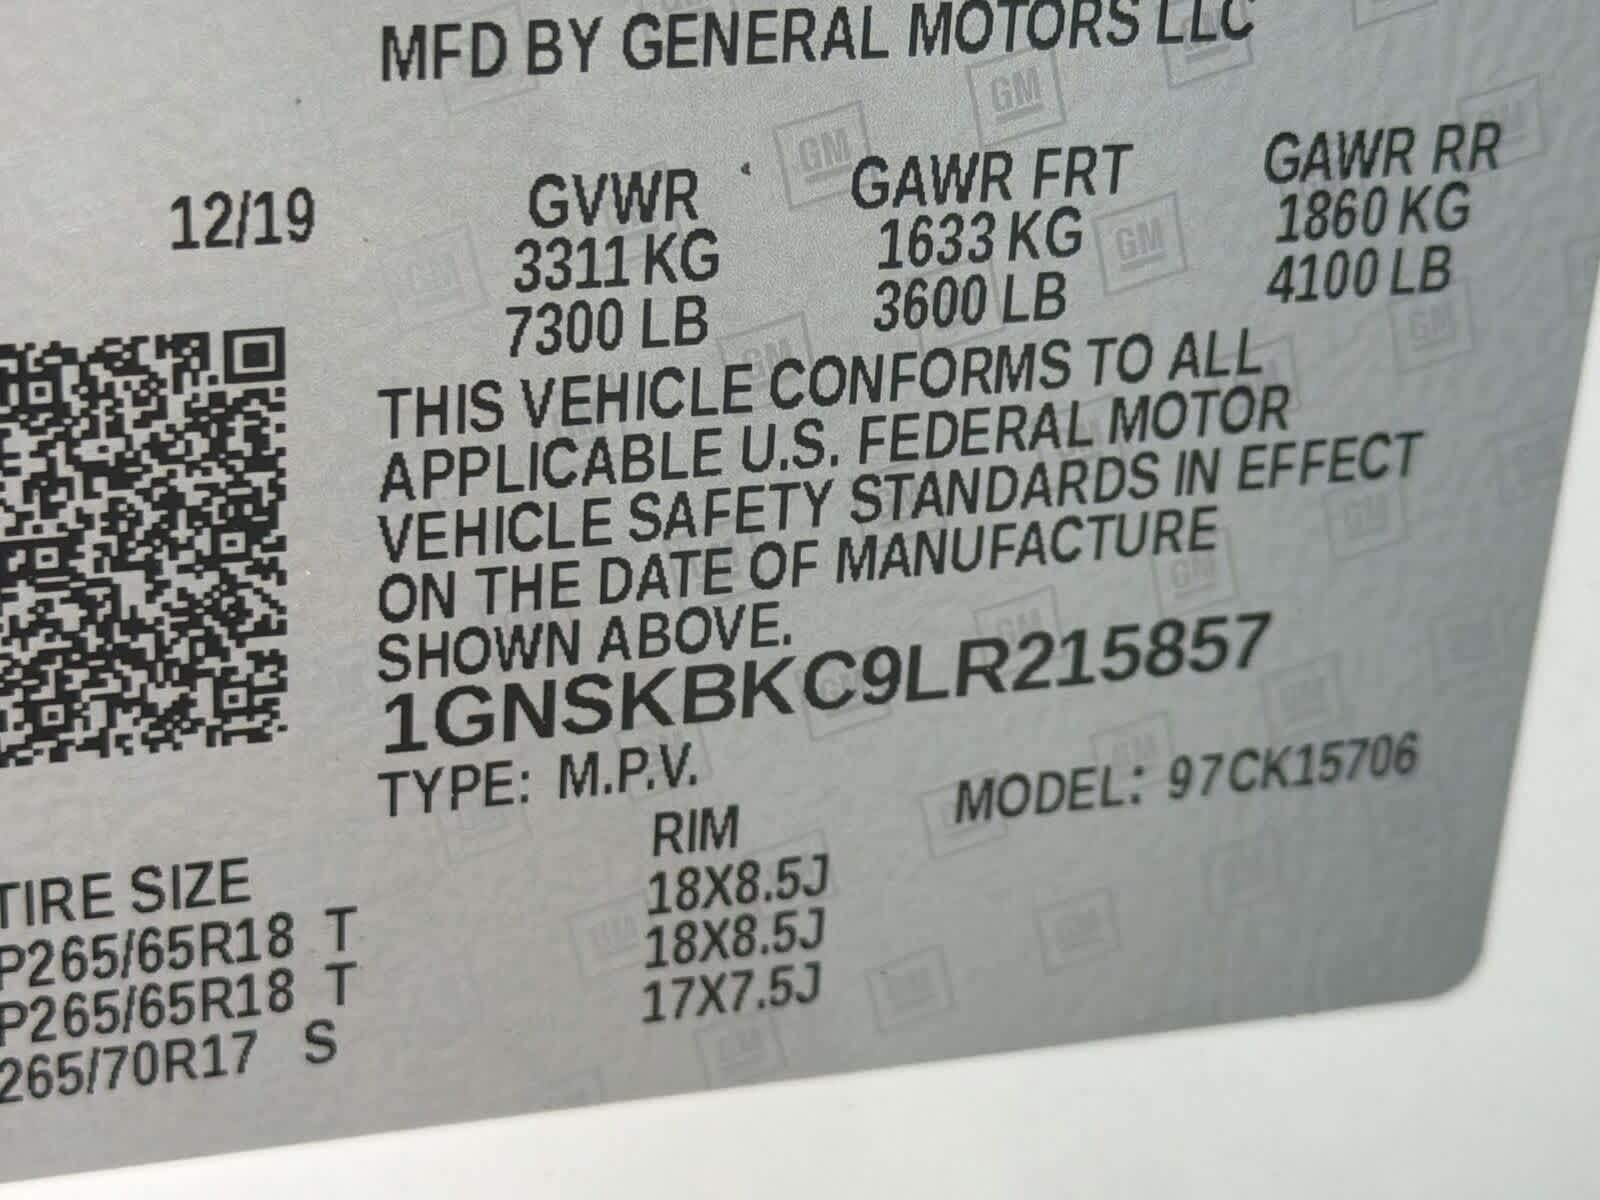 MFD BY GENERAL MOTORS LLC
12/19 GVWR GAWR FRT GAWR RR
3311 KG 1633 KG 1860 KG
7300 LB 3600 LB 4100 LB
THIS VEHICLE CONFORMS TO ALL
APPLICABLE U.S. FEDERAL MOTOR
VEHICLE SAFETY STANDARDS IN EFFECT
ON THE DATE OF MANUFACTURE
SHOWN ABOVE.
1GNSKBKC9LR215857
TYPE: M.P.V. MODEL: 97CK15706
TIRE SIZE RIM
P265/65R18 T 18X8.5J
P265/65R18 T 18X8.5J
265/70R17 S 17X7.5J